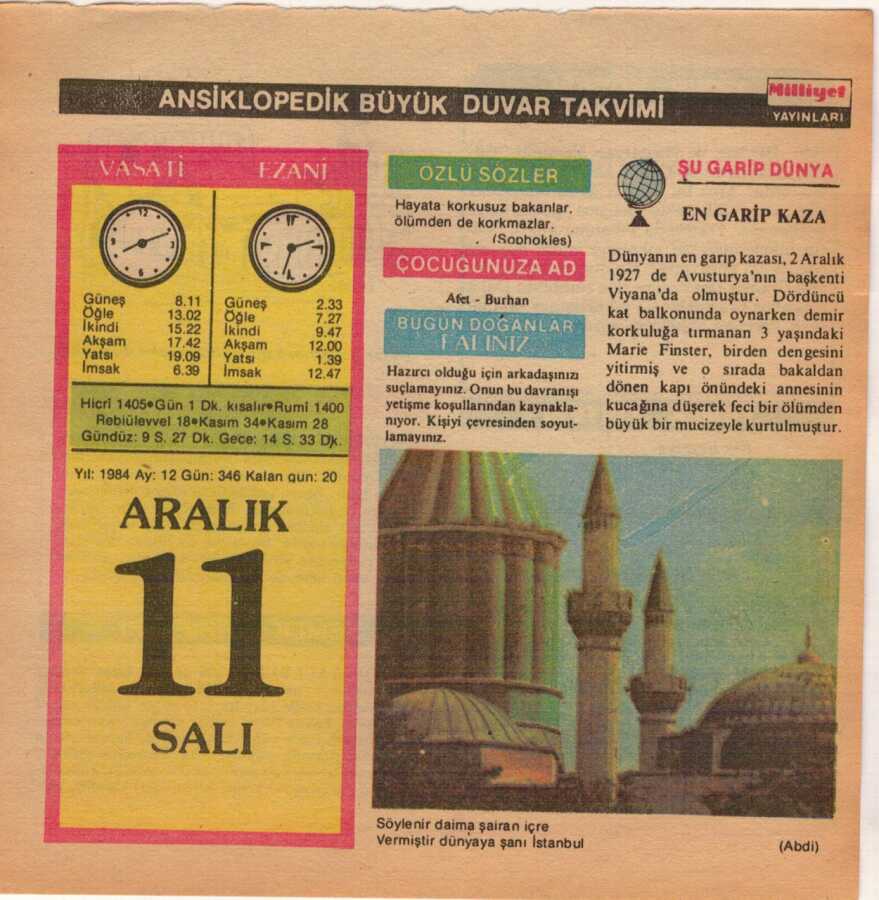 ANSİKLOPEDİK BÜYÜK DUVAR TAKVİMİ
Milliyet
YAYINLARI
VASATİ
EZANİ
Güneş 8.11
Öğle 13.02
İkindi 15.22
Akşam 17.42
Yatsı 19.09
İmsak 6.39
Güneş 2.33
Öğle 7.27
İkindi 9.47
Akşam 12.00
Yatsı 1.39
İmsak 12.47
Hicrî 1405•Gün 1 Dk. kısalır•Rumî 1400
Rebiülevvel 18•Kasım 34•Kasım 28
Gündüz: 9 S. 27 Dk. Gece: 14 S. 33 Dk.
Yıl: 1984 Ay: 12 Gün: 346 Kalan gun: 20
ARALIK
11
SALI
ÖZLÜ SÖZLER
Hayata korkusuz bakanlar,
ölümden de korkmazlar.
(Sophokles)
ÇOCUĞUNUZA AD
Afet - Burhan
BUGÜN DOĞANLAR
FALINIZ
Hazırcı olduğu için arkadaşınızı
suçlamayınız. Onun bu davranışı
yetişme koşullarından kaynakla-
nıyor. Kişiyi çevresinden soyut-
lamayınız.
ŞU GARİP DÜNYA
EN GARİP KAZA
Dünyanın en garip kazası, 2 Aralık
1927 de Avusturya'nın başkenti
Viyana'da olmuştur. Dördüncü
kat balkonunda oynarken demir
korkuluğa tırmanan 3 yaşındaki
Marie Finster, birden dengesini
yitirmiş ve o sırada bakaldan
dönen kapı önündeki annesinin
kucağına düşerek feci bir ölümden
büyük bir mucizeyle kurtulmuştur.
Söylenir daima şairan içre
Vermiştir dünyaya şanı İstanbul
(Abdi)